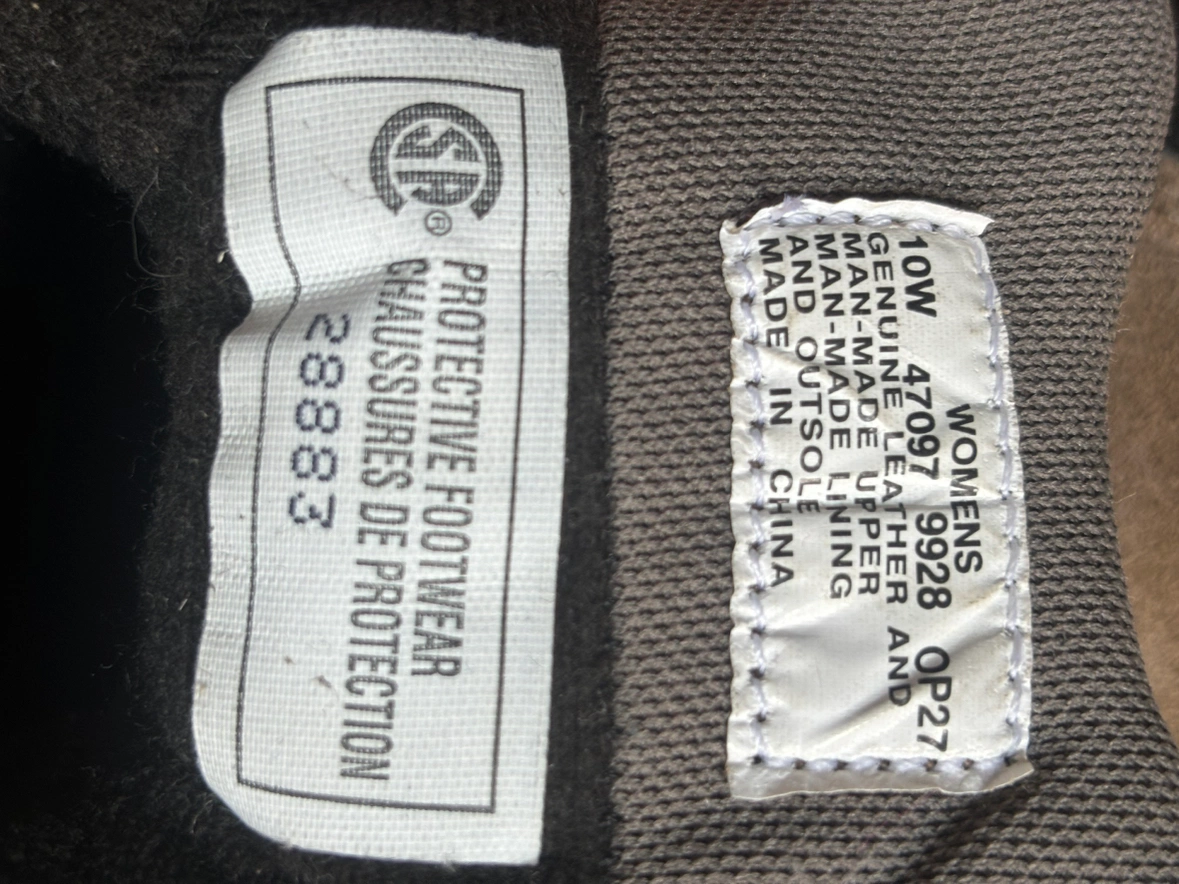 CSA®
PROTECTIVE FOOTWEAR
CHAUSSURES DE PROTECTION
28883
WOMENS
10W 47097 9928 OP27
GENUINE LEATHER AND
MAN-MADE UPPER
MAN-MADE LINING
AND OUTSOLE
MADE IN CHINA